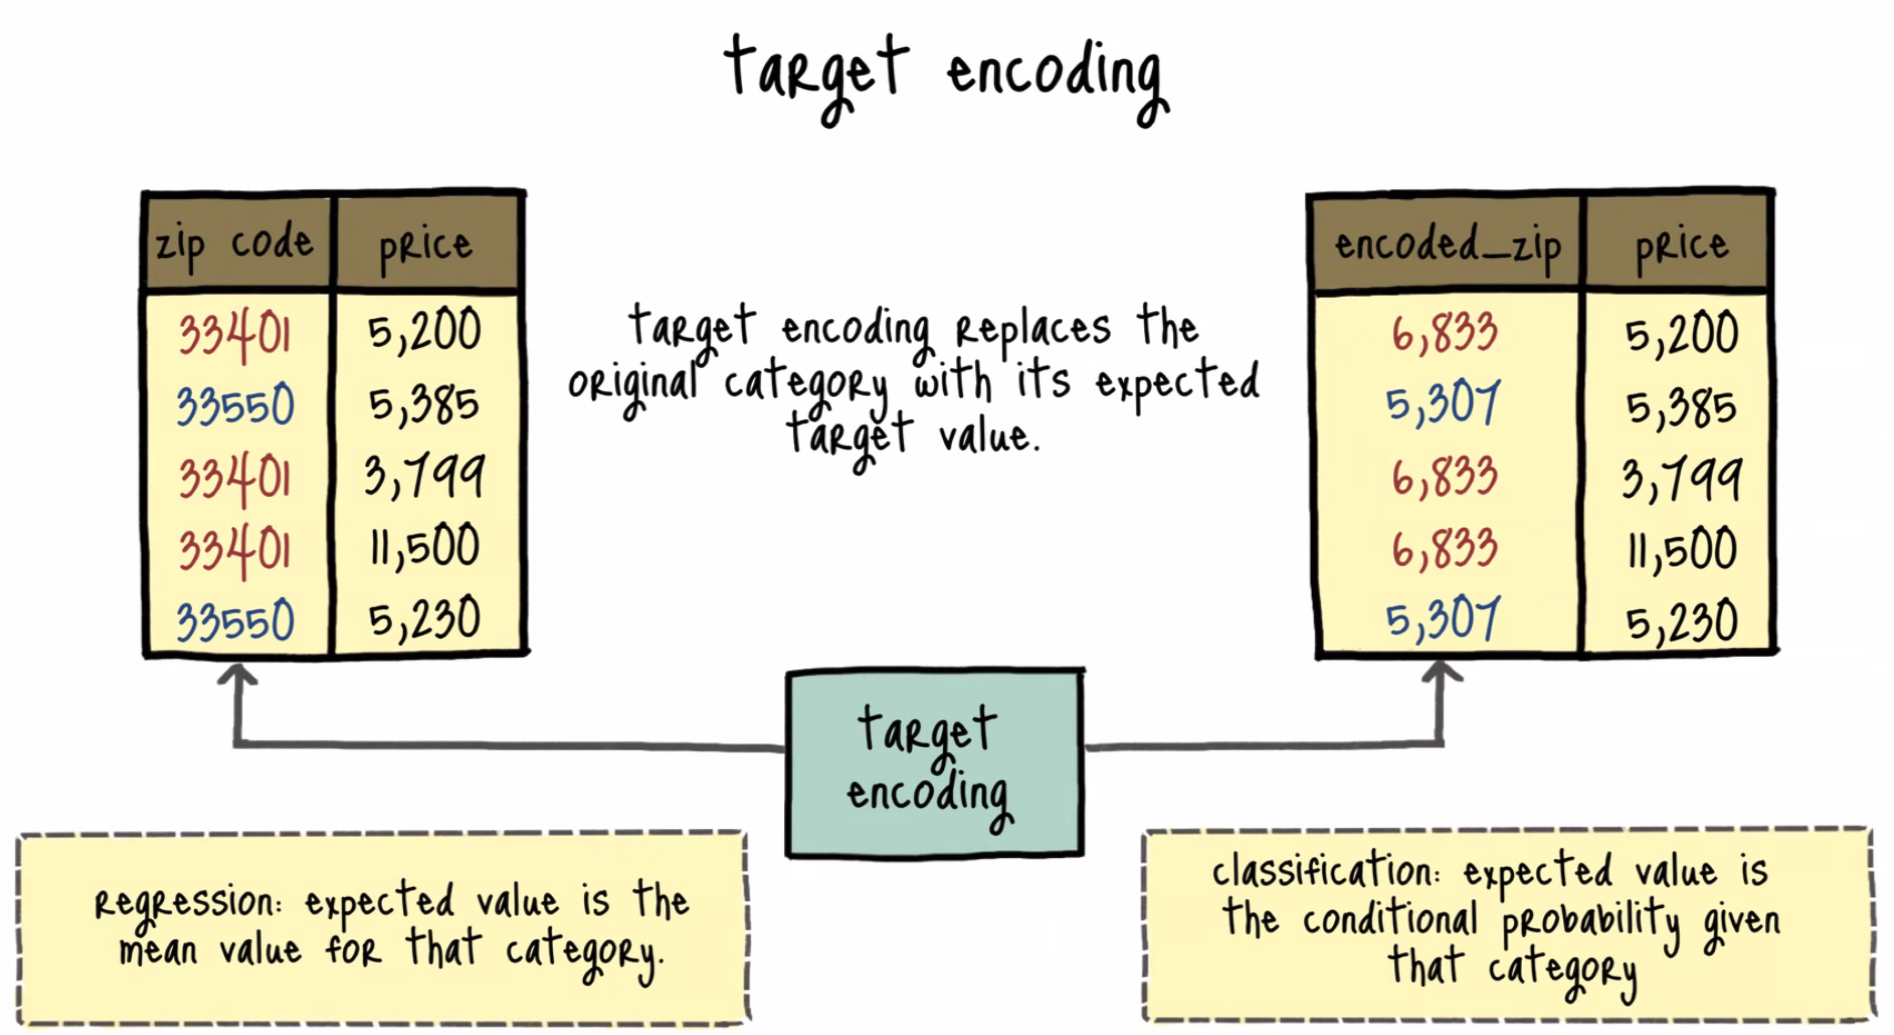 target encoding
zip code price
33401 5,200
33550 5,385
33401 3,799
33401 11,500
33550 5,230
target encoding replaces the
original category with its expected
target value.
encoded_zip price
6,833 5,200
5,307 5,385
6,833 3,799
6,833 11,500
5,307 5,230
target
encoding
regression: expected value is the
mean value for that category.
classification: expected value is
the conditional probability given
that category